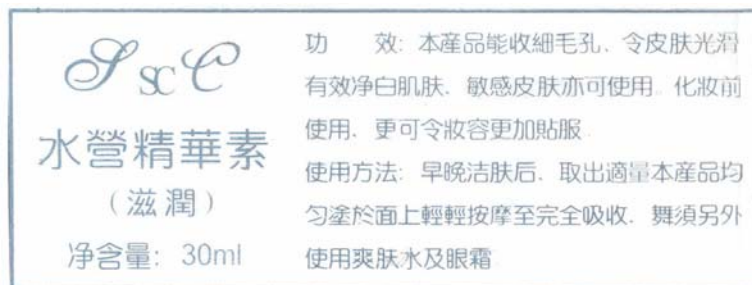 SscC
水營精華素
（滋潤）
净含量: 30ml
功　　效: 本産品能收細毛孔、令皮肤光滑
有效净白肌肤、敏感皮肤亦可使用. 化妝前
使用、更可令妝容更加貼服
使用方法: 早晚洁肤后、取出適量本産品均
匀塗於面上輕輕按摩至完全吸收、舞須另外
使用爽肤水及眼霜